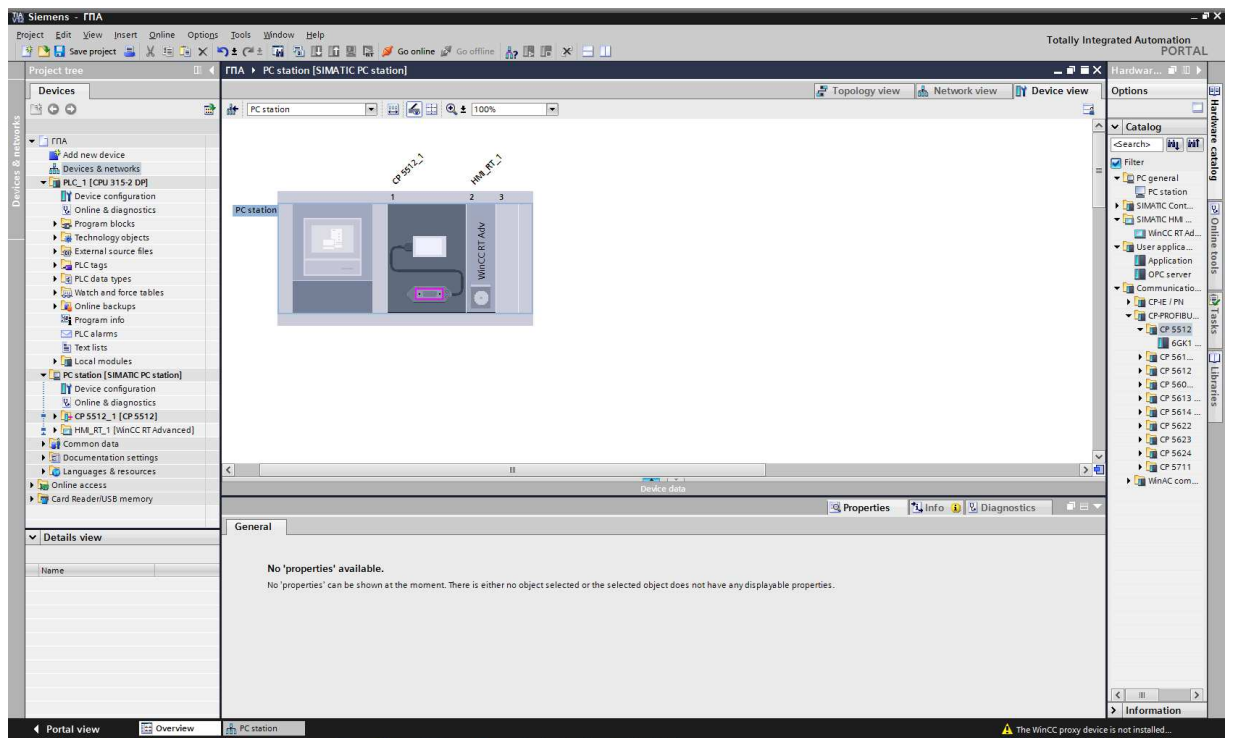 Siemens - ГПА
Project Edit View Insert Online Options Tools Window Help
Totally Integrated Automation
PORTAL
Save project
Go online
Go offline
Project tree
ГПА ▸ PC station [SIMATIC PC station]
Hardwar...
Devices
Topology view
Network view
Device view
Options
PC station
100%
Devices & networks
ГПА
Add new device
Devices & networks
PLC_1 [CPU 315-2 DP]
Device configuration
Online & diagnostics
Program blocks
Technology objects
External source files
PLC tags
PLC data types
Watch and force tables
Online backups
Program info
PLC alarms
Text lists
Local modules
PC station [SIMATIC PC station]
Device configuration
Online & diagnostics
CP 5512_1 [CP 5512]
HMI_RT_1 [WinCC RT Advanced]
Common data
Documentation settings
Languages & resources
Online access
Card Reader/USB memory
Details view
Name
CP 5512_1
HMI_RT_1
1 2 3
PC station
WinCC RT Adv
Device data
Properties
Info
Diagnostics
General
No 'properties' available.
No 'properties' can be shown at the moment. There is either no object selected or the selected object does not have any displayable properties.
Catalog
<Search>
Filter
PC general
PC station
SIMATIC Cont...
SIMATIC HMI ...
WinCC RT Ad...
User applica...
Application
OPC server
Communicatio...
CP-IE / PN
CP-PROFIBU...
CP 5512
6GK1 ...
CP 561...
CP 5612
CP 560...
CP 5613 ...
CP 5614 ...
CP 5622
CP 5623
CP 5624
CP 5711
WinAC com...
Information
Hardware catalog
Online tools
Tasks
Libraries
Portal view
Overview
PC station
The WinCC proxy device is not installed...